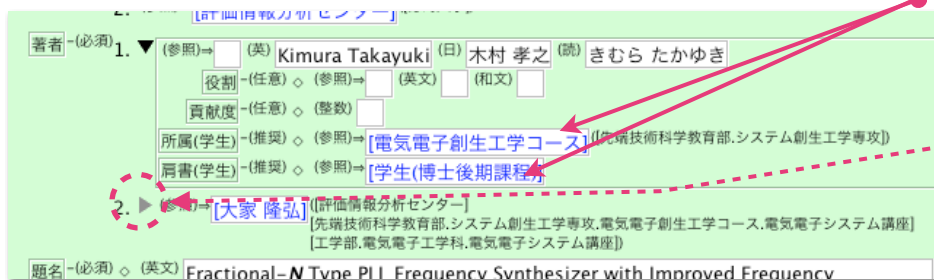 2. [評価情報分析センター]
著者 -(必須) 1. ▼ (参照)⇒ (英) Kimura Takayuki (日) 木村 孝之 (読) きむら たかゆき
役割 -(任意) ◇ (参照)⇒ (英文) (和文)
貢献度 -(任意) ◇ (整数)
所属(学生) -(推奨) ◇ (参照)⇒ [電気電子創生工学コース] ([先端技術科学教育部.システム創生工学専攻])
肩書(学生) -(推奨) ◇ (参照)⇒ [学生(博士後期課程)]
2. ▶ (参照)⇒ [大家 隆弘] ([評価情報分析センター]
[先端技術科学教育部.システム創生工学専攻.電気電子創生工学コース.電気電子システム講座]
[工学部.電気電子工学科.電気電子システム講座])
題名 -(必須) ◇ (英文) Fractional-N Type PLL Frequency Synthesizer with Improved Frequency